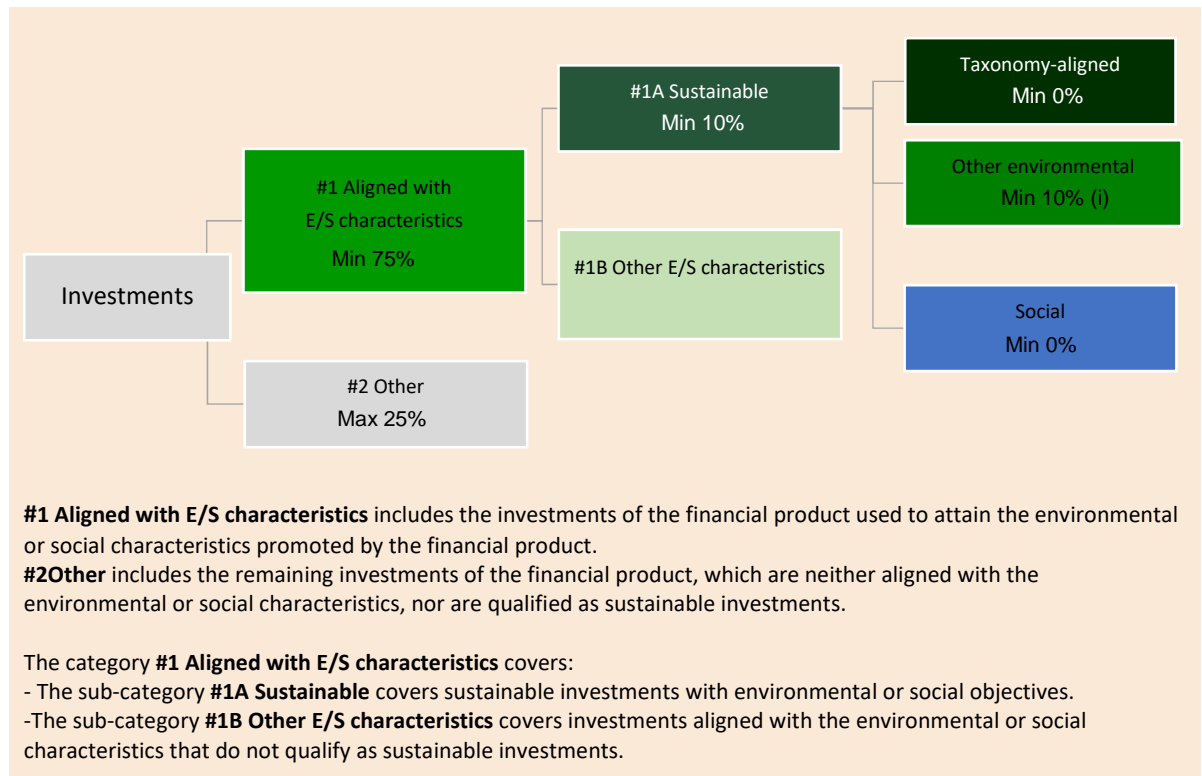 Taxonomy-aligned
Min 0%
#1A Sustainable
Min 10%
Other environmental
Min 10% (i)
#1 Aligned with
E/S characteristics
Min 75%
#1B Other E/S characteristics
Investments
Social
Min 0%
#2 Other
Max 25%
#1 Aligned with E/S characteristics includes the investments of the financial product used to attain the environmental
or social characteristics promoted by the financial product.
#2Other includes the remaining investments of the financial product, which are neither aligned with the
environmental or social characteristics, nor are qualified as sustainable investments.
The category #1 Aligned with E/S characteristics covers:
- The sub-category #1A Sustainable covers sustainable investments with environmental or social objectives.
-The sub-category #1B Other E/S characteristics covers investments aligned with the environmental or social
characteristics that do not qualify as sustainable investments.